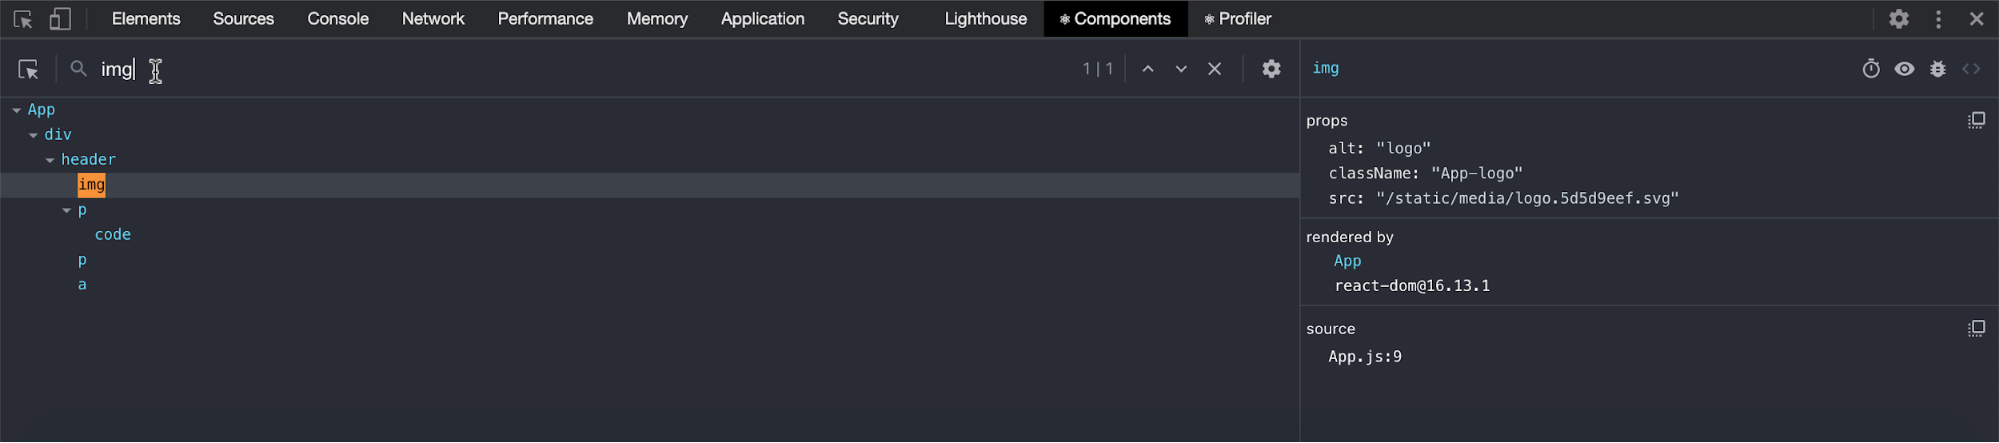 Elements Sources Console Network Performance Memory Application Security Lighthouse ⚛ Components ⚛ Profiler
img 1 | 1
App
div
header
img
p
code
p
a
img
props
alt: "logo"
className: "App-logo"
src: "/static/media/logo.5d5d9eef.svg"
rendered by
App
react-dom@16.13.1
source
App.js:9